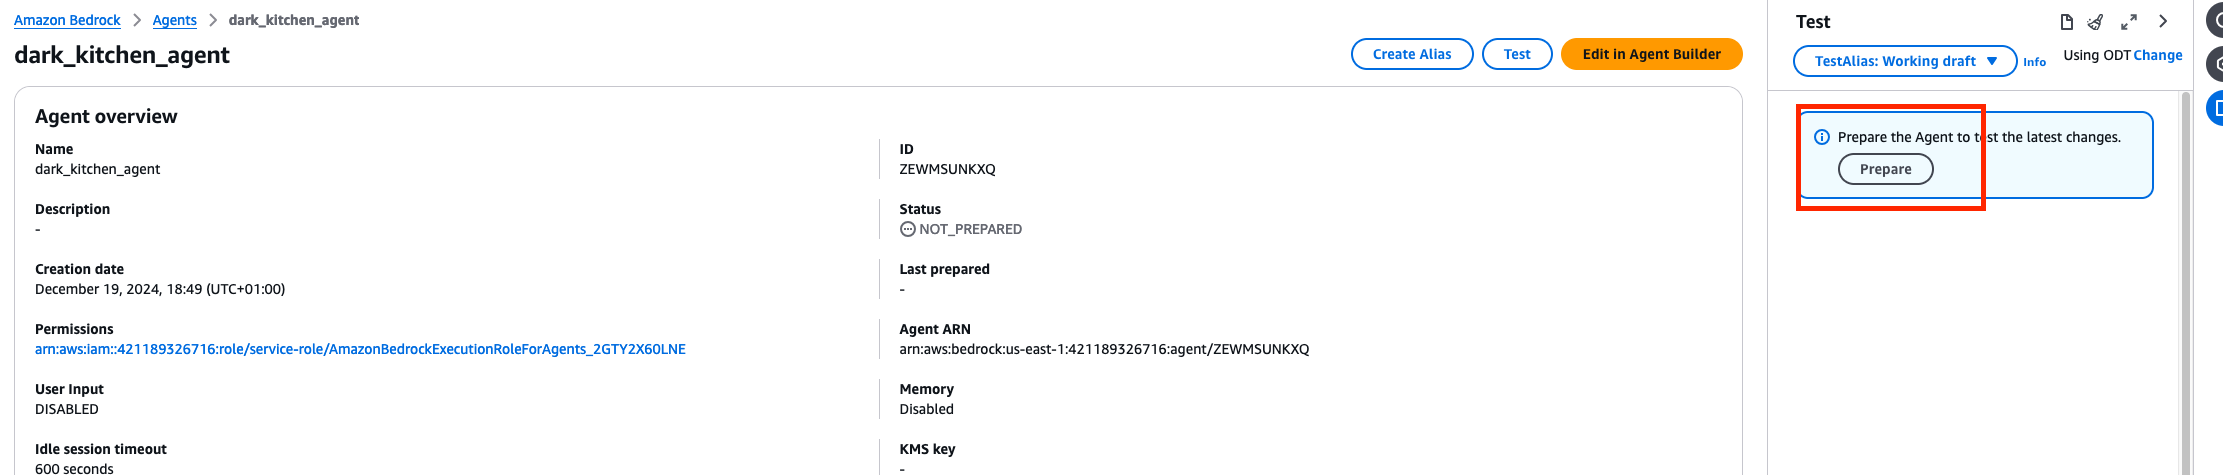 Amazon Bedrock > Agents > dark_kitchen_agent
dark_kitchen_agent
Create Alias
Test
Edit in Agent Builder
Agent overview
Name
dark_kitchen_agent
ID
ZEWMSUNKXQ
Description
-
Status
NOT_PREPARED
Creation date
December 19, 2024, 18:49 (UTC+01:00)
Last prepared
-
Permissions
arn:aws:iam::421189326716:role/service-role/AmazonBedrockExecutionRoleForAgents_2GTY2X60LNE
Agent ARN
arn:aws:bedrock:us-east-1:421189326716:agent/ZEWMSUNKXQ
User Input
DISABLED
Memory
Disabled
Idle session timeout
600 seconds
KMS key
-
Test
TestAlias: Working draft
Info
Using ODT Change
Prepare the Agent to test the latest changes.
Prepare